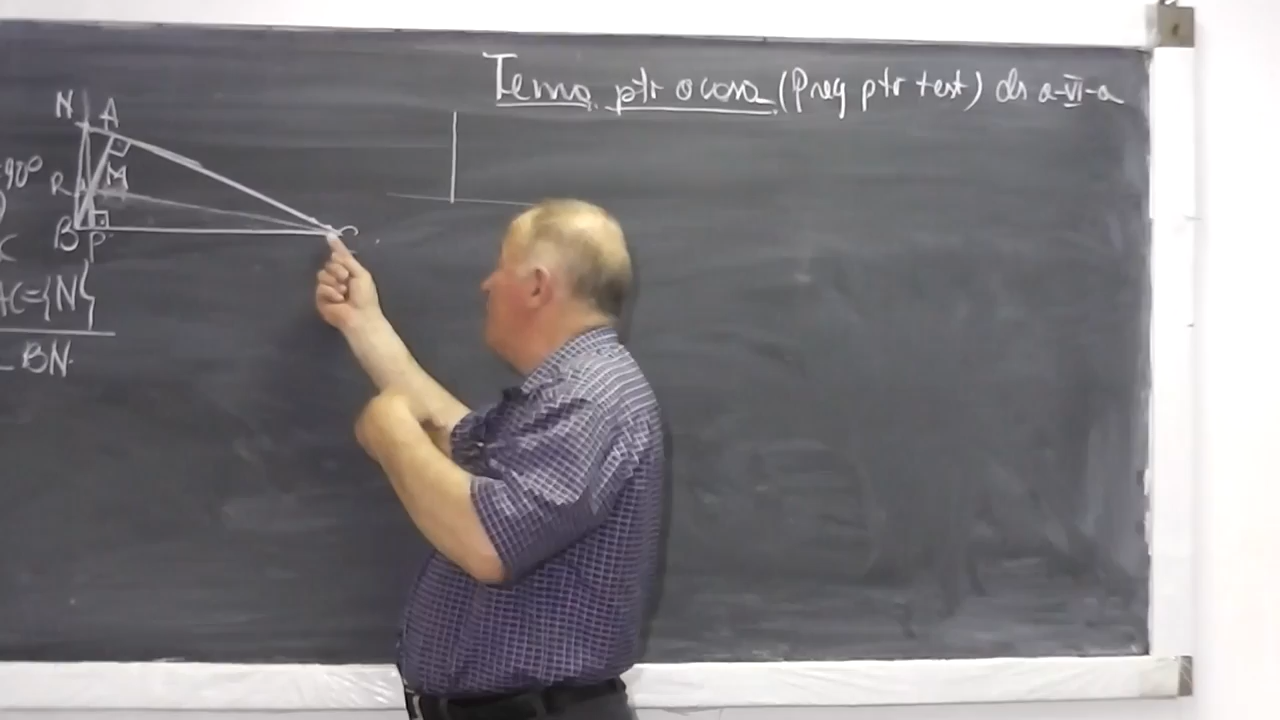 Tema ptr acasa (Preg ptr test) cls a-VI-a
N A
=90°
R M
B P C
C
AC={N}
BN